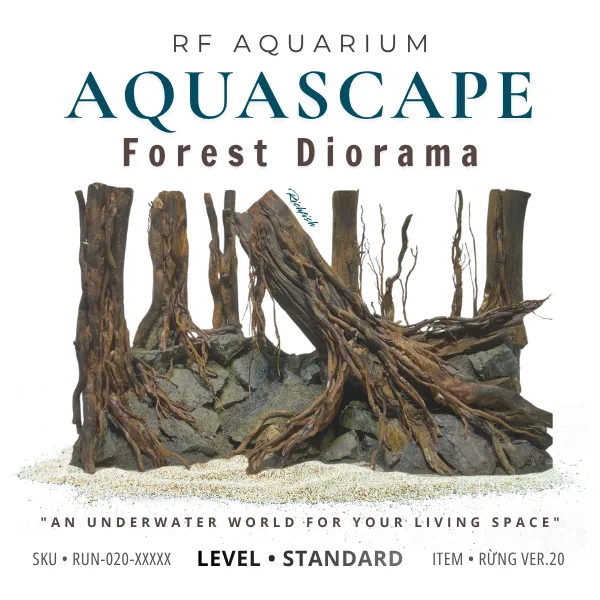 RF AQUARIUM
AQUASCAPE
Forest Diorama
Richfish
"AN UNDERWATER WORLD FOR YOUR LIVING SPACE"
SKU • RUN-020-XXXXX LEVEL • STANDARD ITEM • RỪNG VER.20